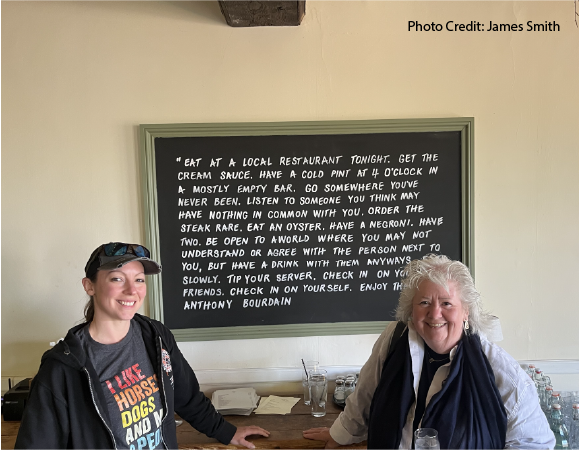 Photo Credit: James Smith
"EAT AT A LOCAL RESTAURANT TONIGHT. GET THE
CREAM SAUCE. HAVE A COLD PINT AT 4 O'CLOCK IN
A MOSTLY EMPTY BAR. GO SOMEWHERE YOU'VE
NEVER BEEN. LISTEN TO SOMEONE YOU THINK MAY
HAVE NOTHING IN COMMON WITH YOU. ORDER THE
STEAK RARE. EAT AN OYSTER. HAVE A NEGRONI. HAVE
TWO. BE OPEN TO A WORLD WHERE YOU MAY NOT
UNDERSTAND OR AGREE WITH THE PERSON NEXT TO
YOU, BUT HAVE A DRINK WITH THEM ANYWAYS.
SLOWLY. TIP YOUR SERVER. CHECK IN ON YOU
FRIENDS. CHECK IN ON YOURSELF. ENJOY TH
ANTHONY BOURDAIN
I LIKE
HORSE
DOGS
AND M